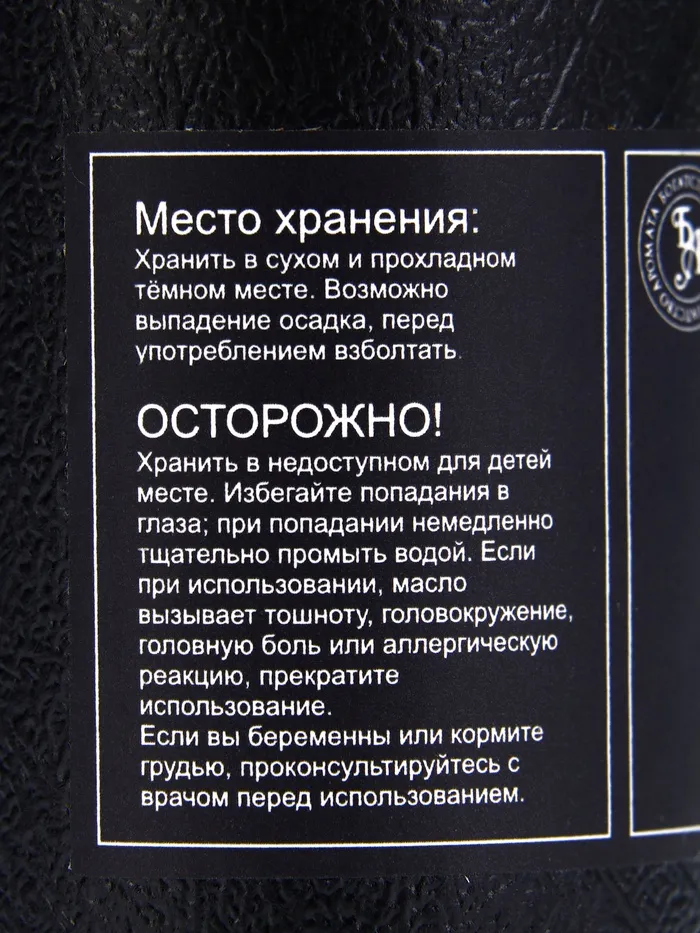 Место хранения:
Хранить в сухом и прохладном
тёмном месте. Возможно
выпадение осадка, перед
употреблением взболтать.
ОСТОРОЖНО!
Хранить в недоступном для детей
месте. Избегайте попадания в
глаза; при попадании немедленно
тщательно промыть водой. Если
при использовании, масло
вызывает тошноту, головокружение,
головную боль или аллергическую
реакцию, прекратите
использование.
Если вы беременны или кормите
грудью, проконсультируйтесь с
врачом перед использованием.
АРОМАТА